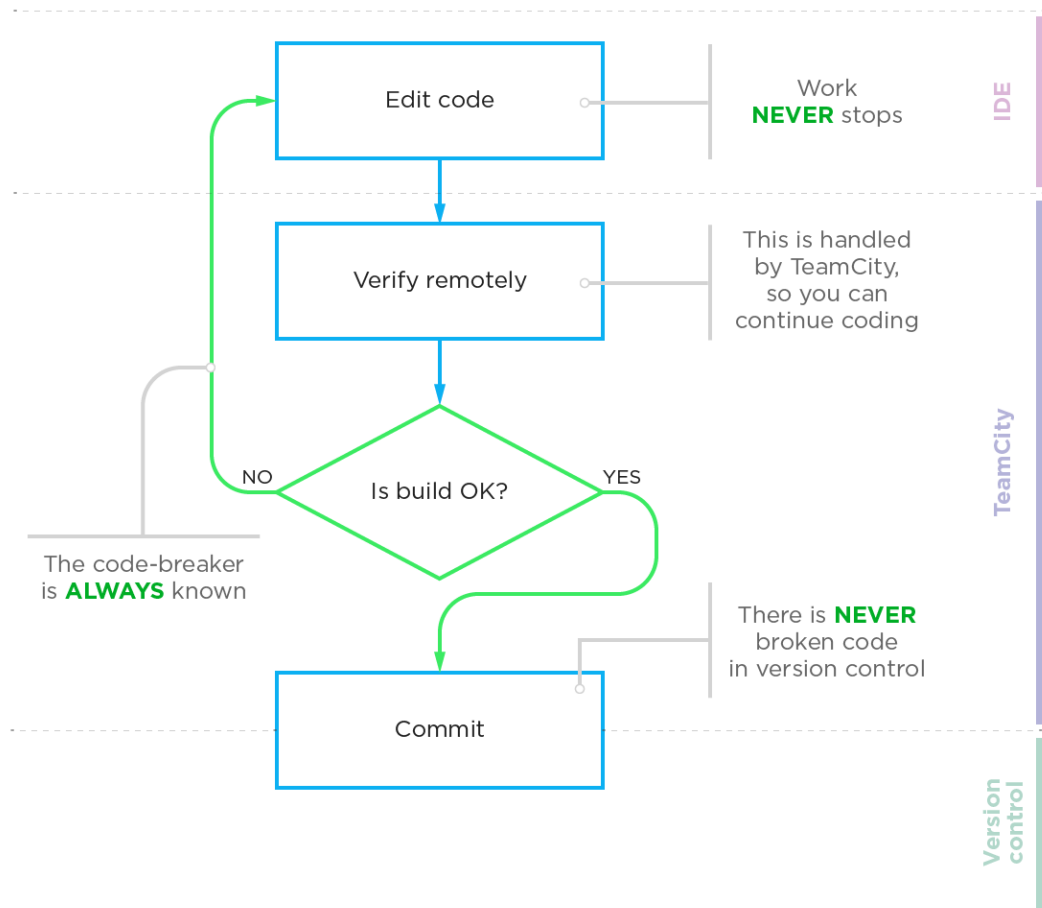 Edit code
Work
NEVER stops
IDE
Verify remotely
This is handled
by TeamCity,
so you can
continue coding
TeamCity
NO
Is build OK?
YES
The code-breaker
is ALWAYS known
There is NEVER
broken code
in version control
Commit
Version
control